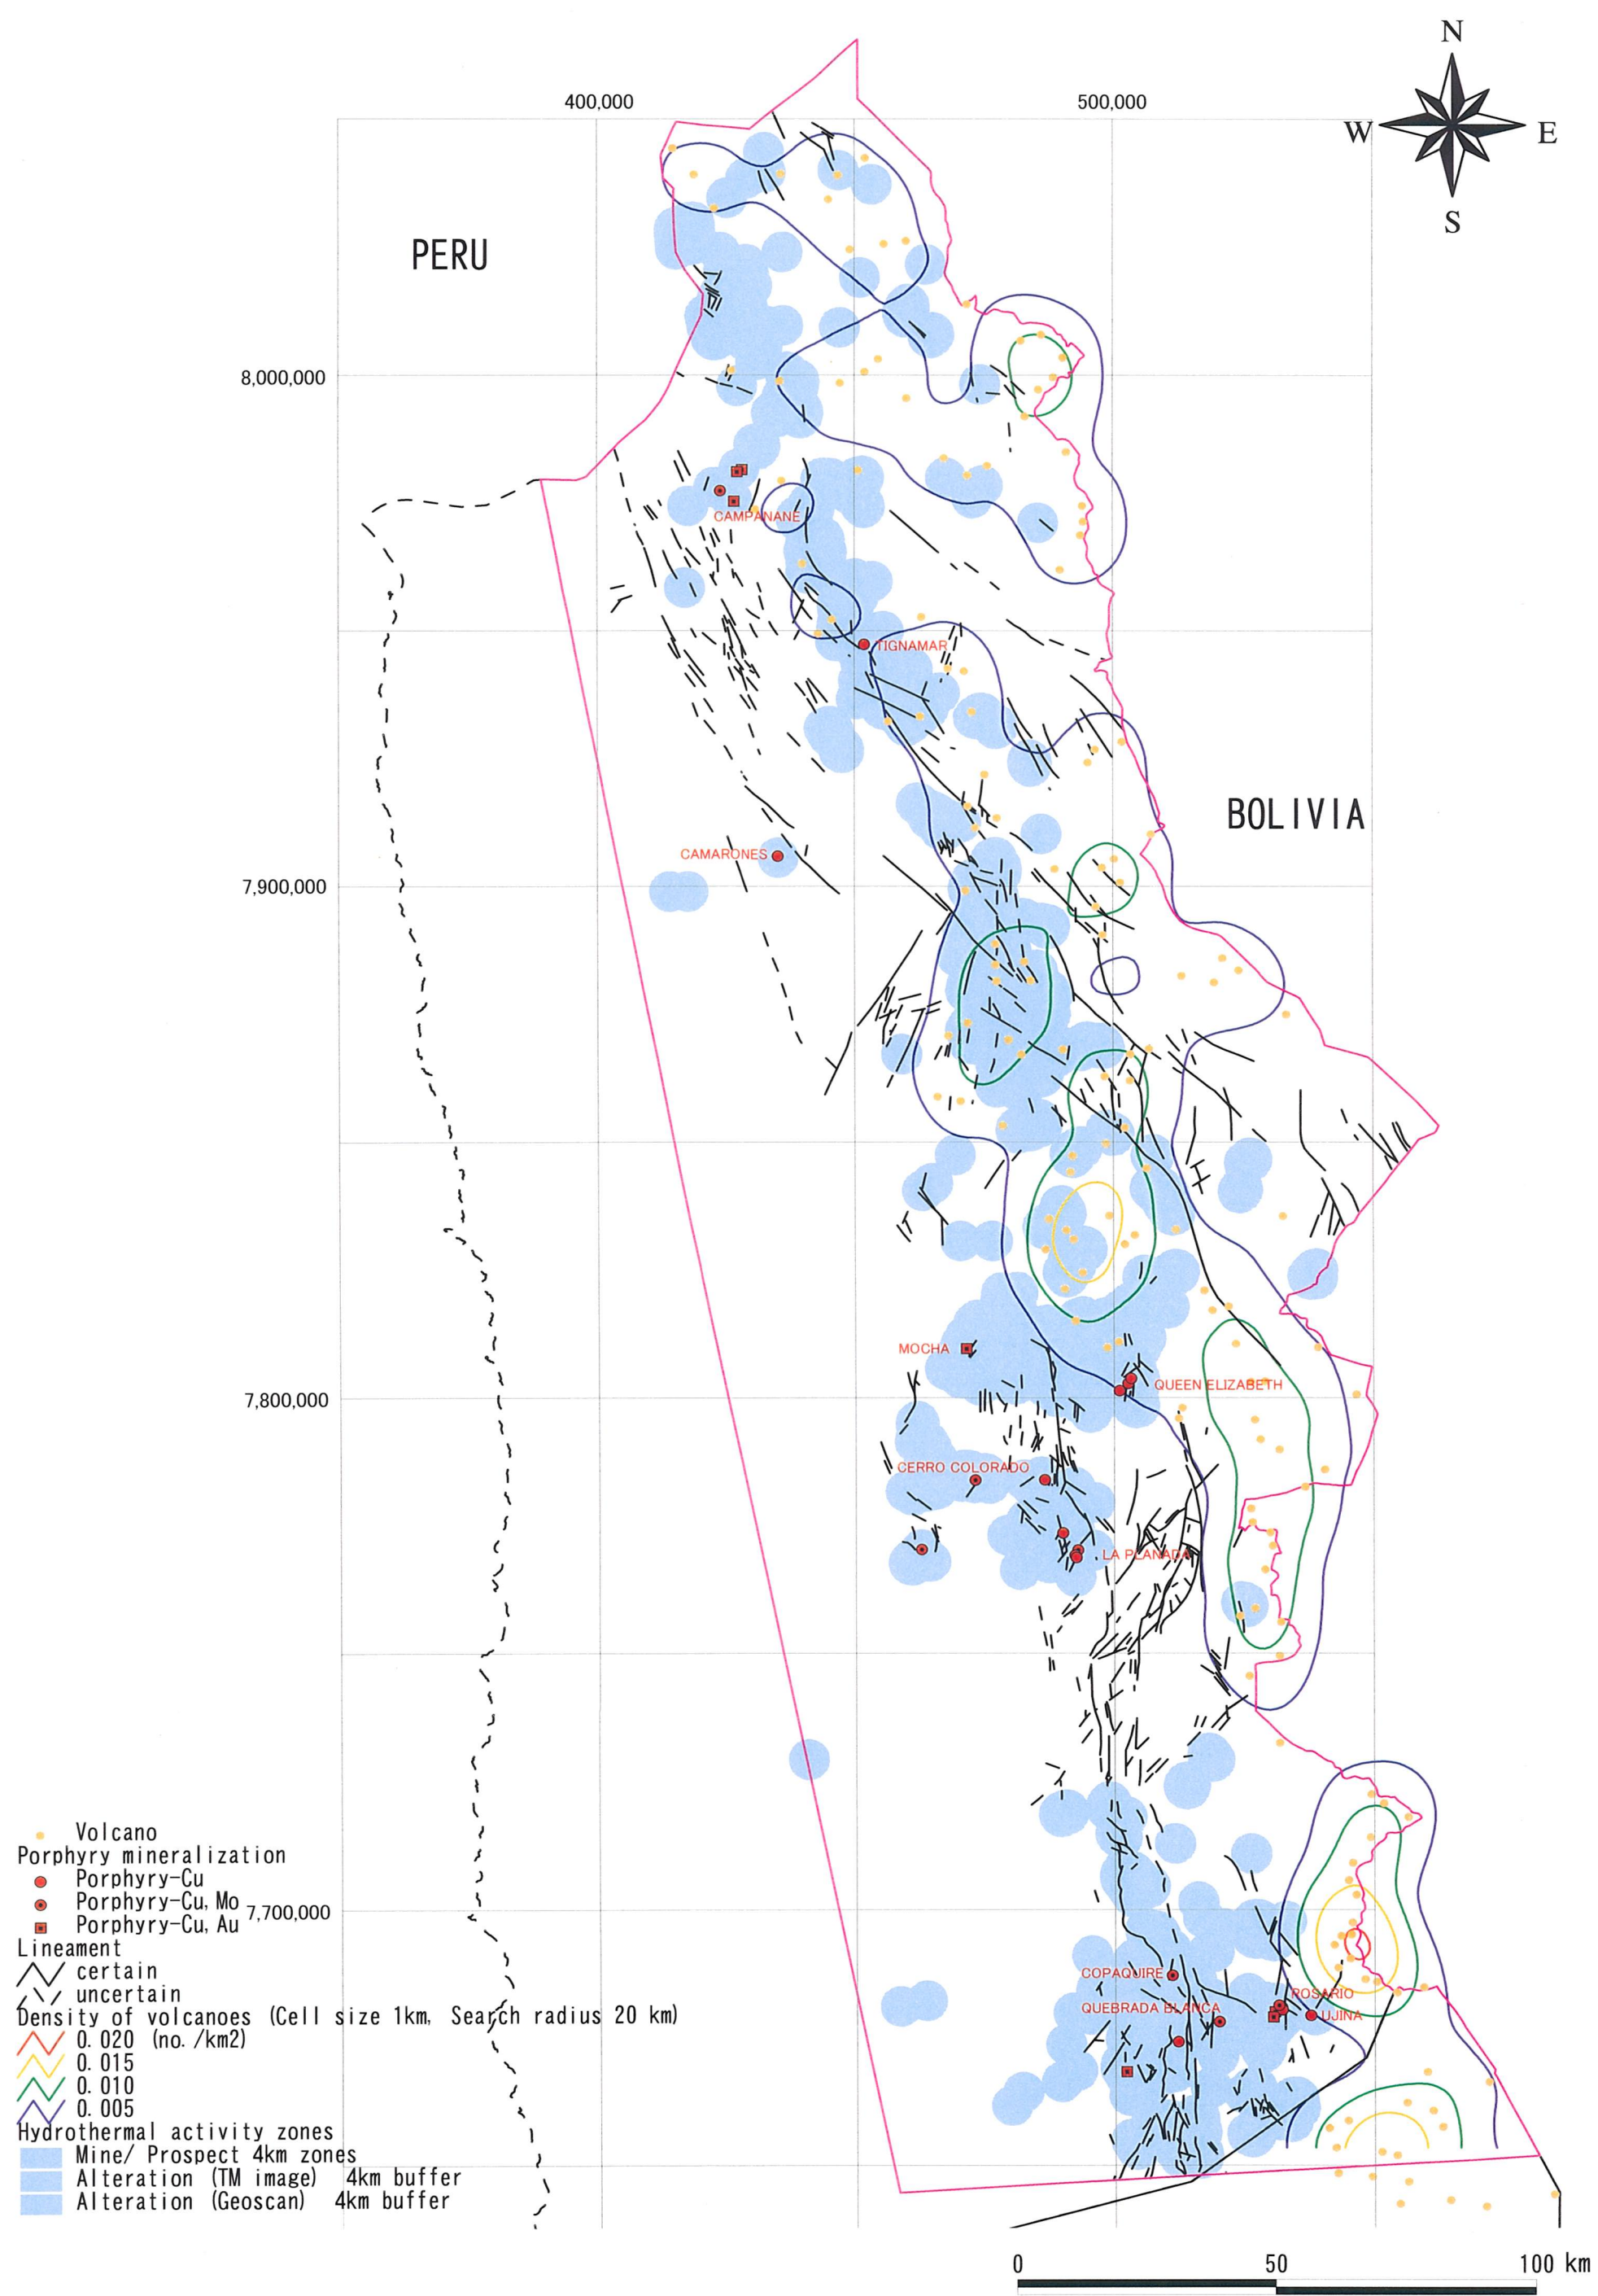 N
400,000
500,000
W
E
S
PERU
8,000,000
CAMPANANE
TIGNAMAR
BOLIVIA
CAMARONES
7,900,000
MOCHA
QUEEN ELIZABETH
7,800,000
CERRO COLORADO
LA PLANADA
Volcano
Porphyry mineralization
Porphyry-Cu
Porphyry-Cu, Mo
Porphyry-Cu, Au
7,700,000
Lineament
certain
uncertain
COPAQUIRE
ROSARIO
QUEBRADA BLANCA
UJINA
Density of volcanoes (Cell size 1km, Search radius 20 km)
0.020 (no./km2)
0.015
0.010
0.005
Hydrothermal activity zones
Mine/ Prospect 4km zones
Alteration (TM image) 4km buffer
Alteration (Geoscan) 4km buffer
0 50 100 km